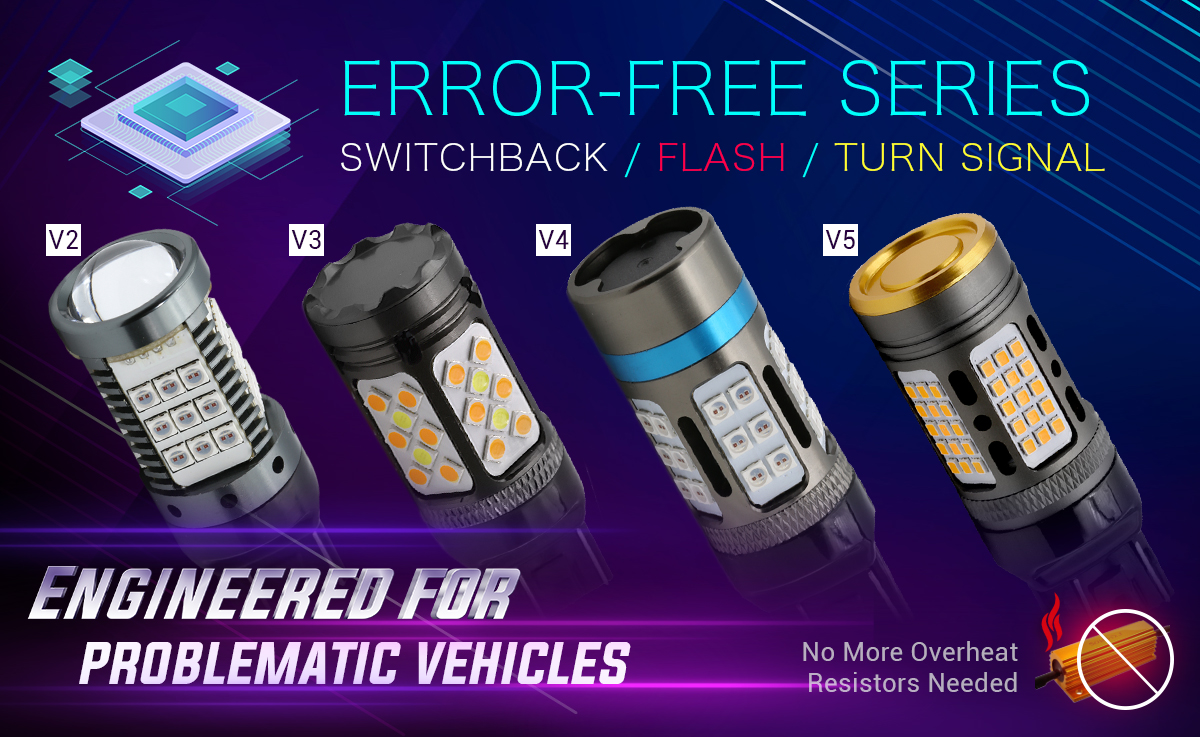 ERROR-FREE SERIES
SWITCHBACK / FLASH / TURN SIGNAL
V2
V3
V4
V5
ENGINEERED FOR
PROBLEMATIC VEHICLES
No More Overheat
Resistors Needed